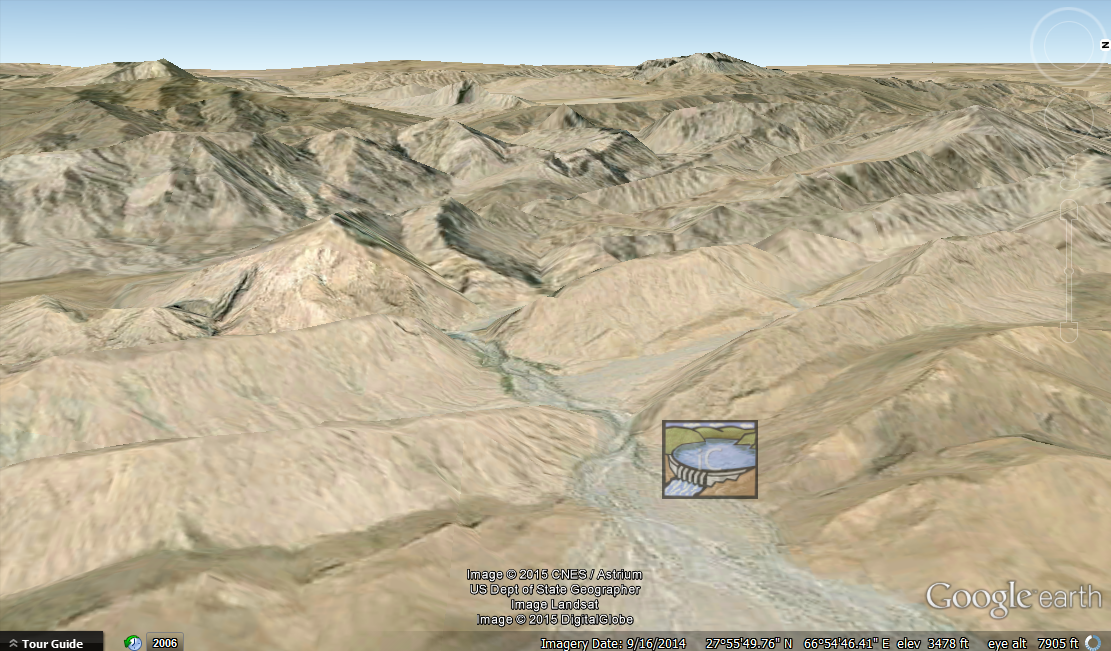 N
Image © 2015 CNES / Astrium
US Dept of State Geographer
Image Landsat
Image © 2015 DigitalGlobe
Google earth
Tour Guide
2006
Imagery Date: 9/16/2014 27°55'49.76" N 66°54'46.41" E elev 3478 ft eye alt 7905 ft